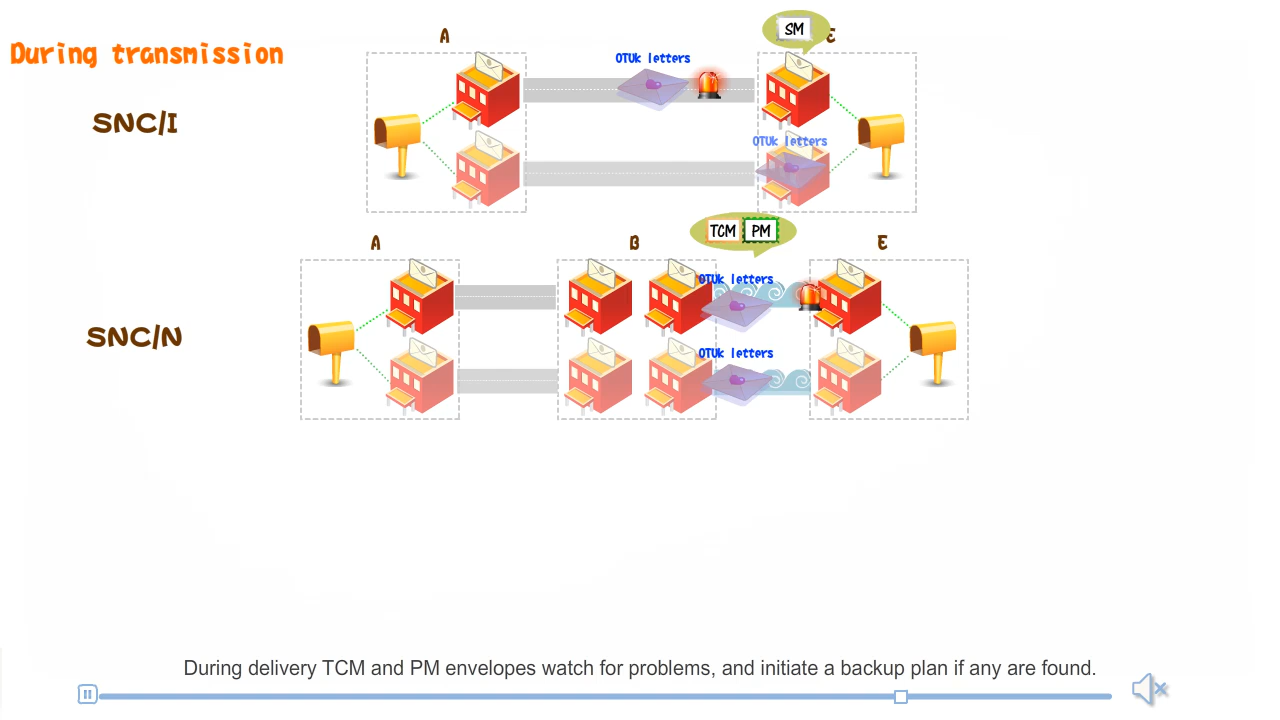 During transmission
SNC/I
A
OTUk letters
SM
E
OTUk letters
SNC/N
A
B
TCM PM
E
OTUk letters
OTUk letters
During delivery TCM and PM envelopes watch for problems, and initiate a backup plan if any are found.